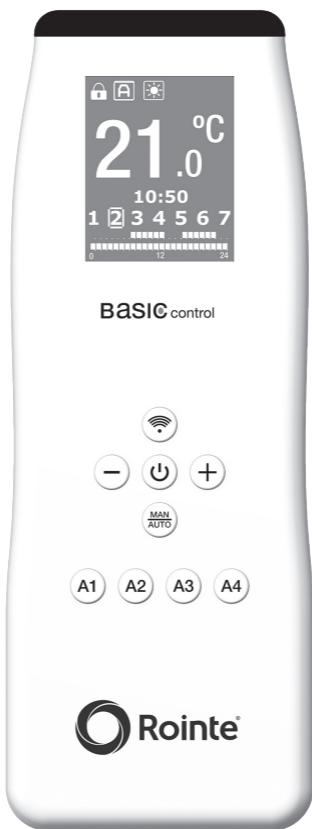 A
21.0 ºC
10:50
1 2 3 4 5 6 7
0 12 24
BASIC control
− +
MAN
AUTO
A1 A2 A3 A4
Rointe®